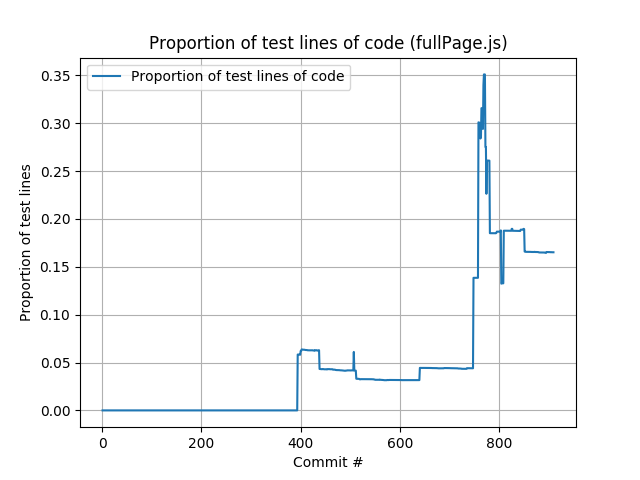 Proportion of test lines of code (fullPage.js)
Proportion of test lines of code
0.35
0.30
0.25
0.20
0.15
0.10
0.05
0.00
Proportion of test lines
0 200 400 600 800
Commit #